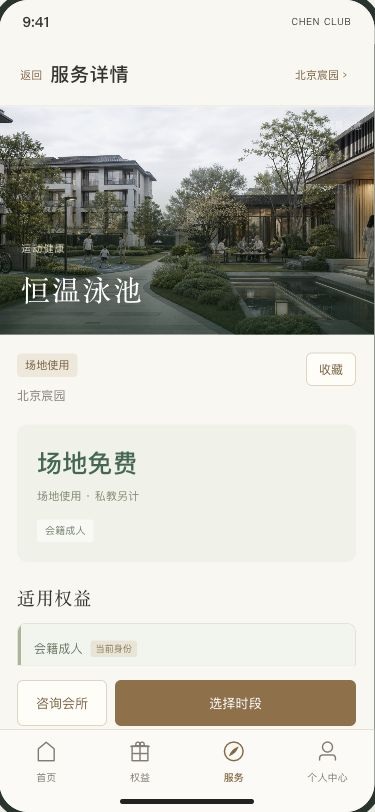 9:41
CHEN CLUB
返回 服务详情
北京宸园 ›
运动健康
恒温泳池
场地使用
收藏
北京宸园
场地免费
场地使用 · 私教另计
会籍成人
适用权益
会籍成人 当前身份
咨询会所
选择时段
首页
权益
服务
个人中心